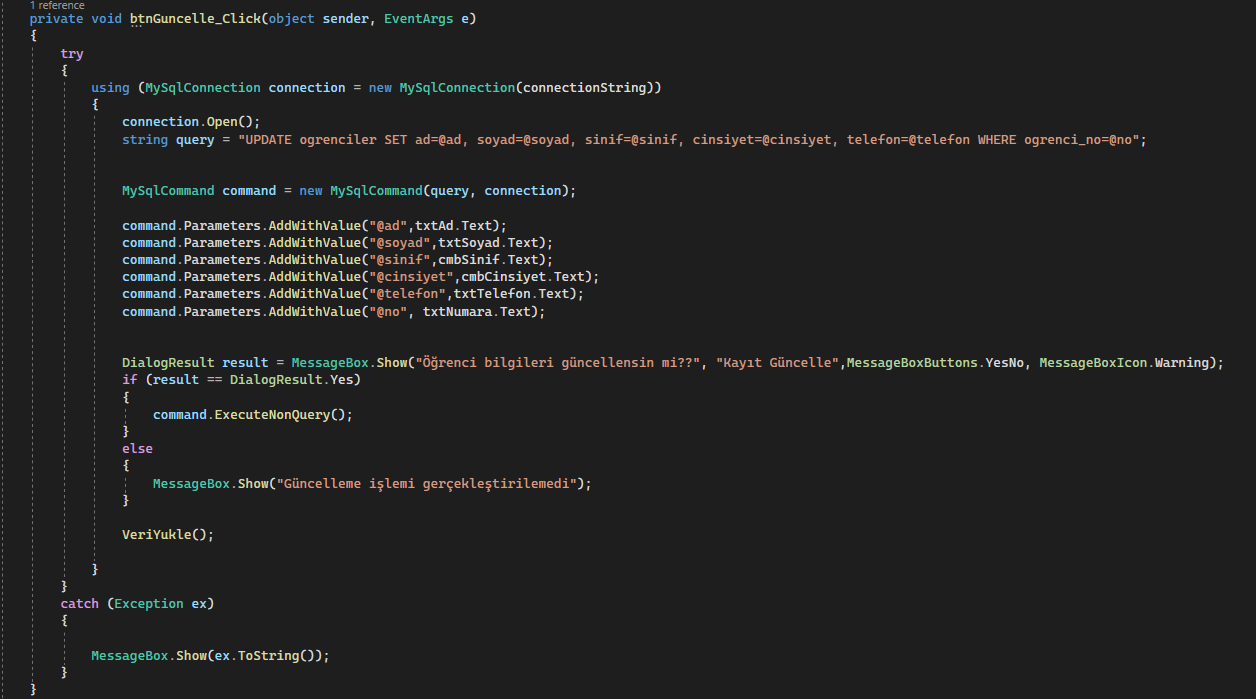 1 reference
private void btnGuncelle_Click(object sender, EventArgs e)
{
try
{
using (MySqlConnection connection = new MySqlConnection(connectionString))
{
connection.Open();
string query = "UPDATE ogrenciler SET ad=@ad, soyad=@soyad, sinif=@sinif, cinsiyet=@cinsiyet, telefon=@telefon WHERE ogrenci_no=@no";
MySqlCommand command = new MySqlCommand(query, connection);
command.Parameters.AddWithValue("@ad",txtAd.Text);
command.Parameters.AddWithValue("@soyad",txtSoyad.Text);
command.Parameters.AddWithValue("@sinif",cmbSinif.Text);
command.Parameters.AddWithValue("@cinsiyet",cmbCinsiyet.Text);
command.Parameters.AddWithValue("@telefon",txtTelefon.Text);
command.Parameters.AddWithValue("@no", txtNumara.Text);
DialogResult result = MessageBox.Show("Öğrenci bilgileri güncellensin mi??", "Kayıt Güncelle",MessageBoxButtons.YesNo, MessageBoxIcon.Warning);
if (result == DialogResult.Yes)
{
command.ExecuteNonQuery();
}
else
{
MessageBox.Show("Güncelleme işlemi gerçekleştirilemedi");
}
VeriYukle();
}
}
catch (Exception ex)
{
MessageBox.Show(ex.ToString());
}
}